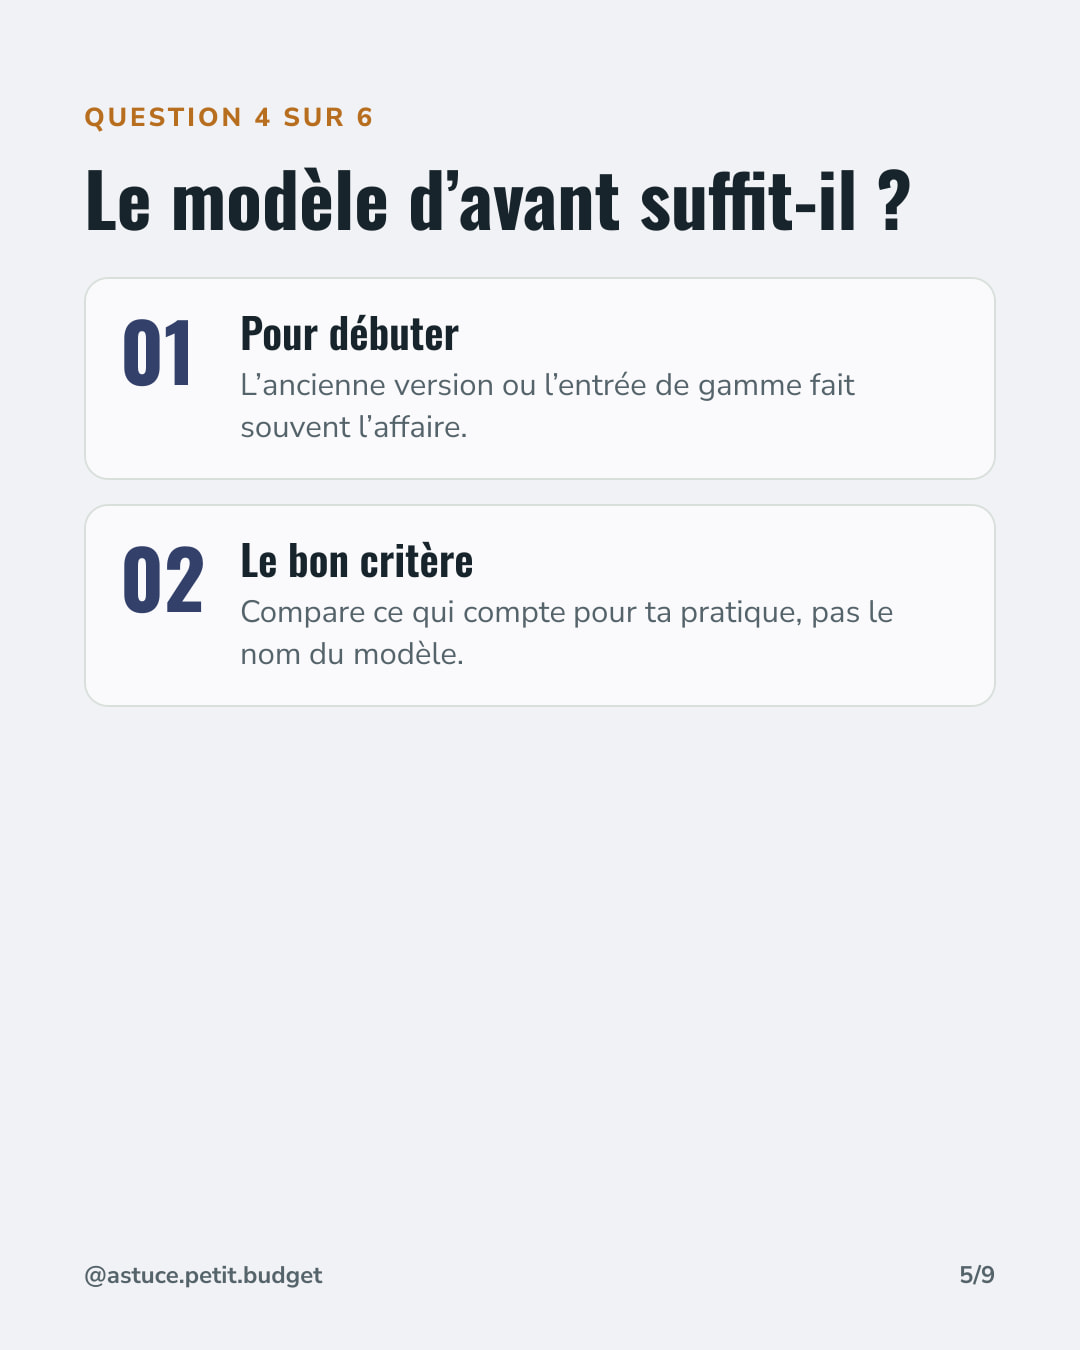 QUESTION 4 SUR 6
Le modèle d’avant suffit-il ?
01
Pour débuter
L’ancienne version ou l’entrée de gamme fait
souvent l’affaire.
02
Le bon critère
Compare ce qui compte pour ta pratique, pas le
nom du modèle.
@astuce.petit.budget
5/9